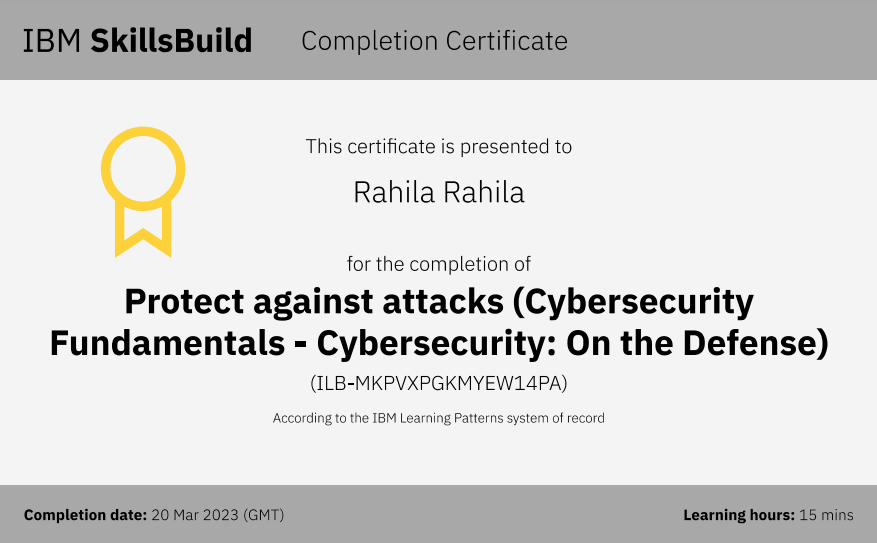 IBM SkillsBuild Completion Certificate
This certificate is presented to
Rahila Rahila
for the completion of
Protect against attacks (Cybersecurity
Fundamentals - Cybersecurity: On the Defense)
(ILB-MKPVXPGKMYEW14PA)
According to the IBM Learning Patterns system of record
Completion date: 20 Mar 2023 (GMT)
Learning hours: 15 mins